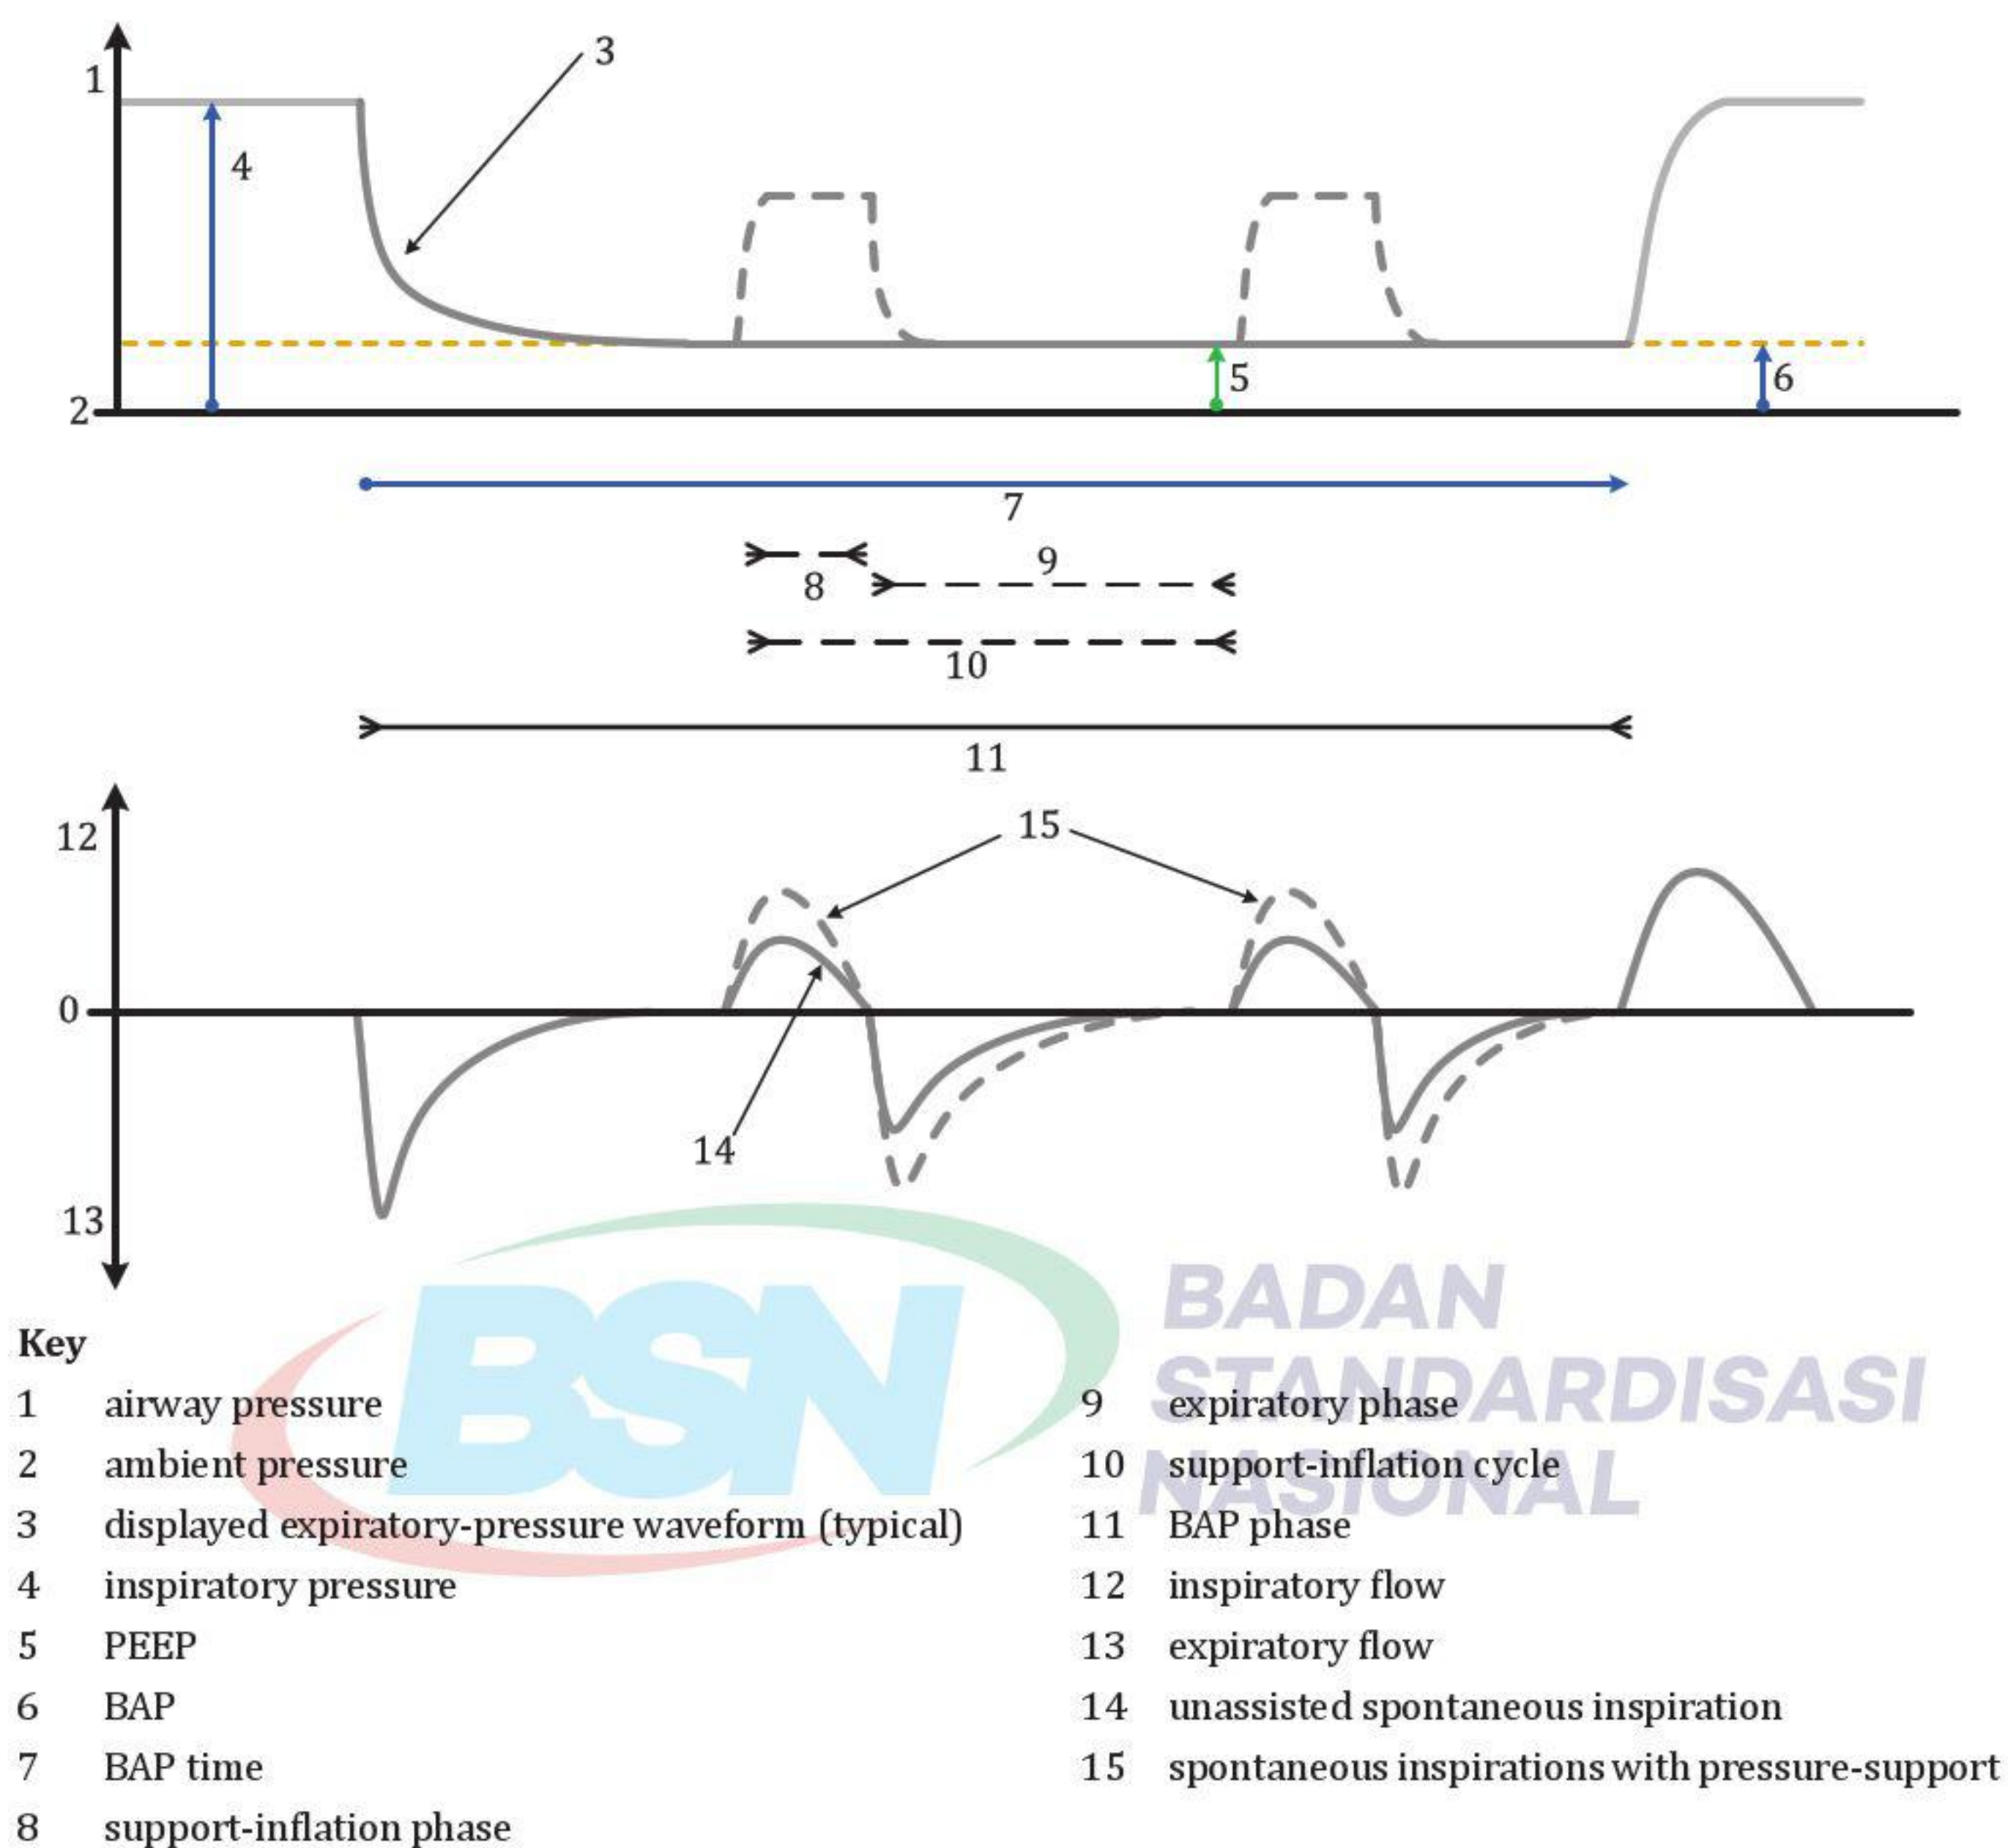 3
1
4
5
6
2
7
9
8
10
11
12
15
0
14
13
BSN
BADAN
STANDARDISASI
NASIONAL
Key
1 airway pressure
2 ambient pressure
3 displayed expiratory-pressure waveform (typical)
4 inspiratory pressure
5 PEEP
6 BAP
7 BAP time
8 support-inflation phase
9 expiratory phase
10 support-inflation cycle
11 BAP phase
12 inspiratory flow
13 expiratory flow
14 unassisted spontaneous inspiration
15 spontaneous inspirations with pressure-support